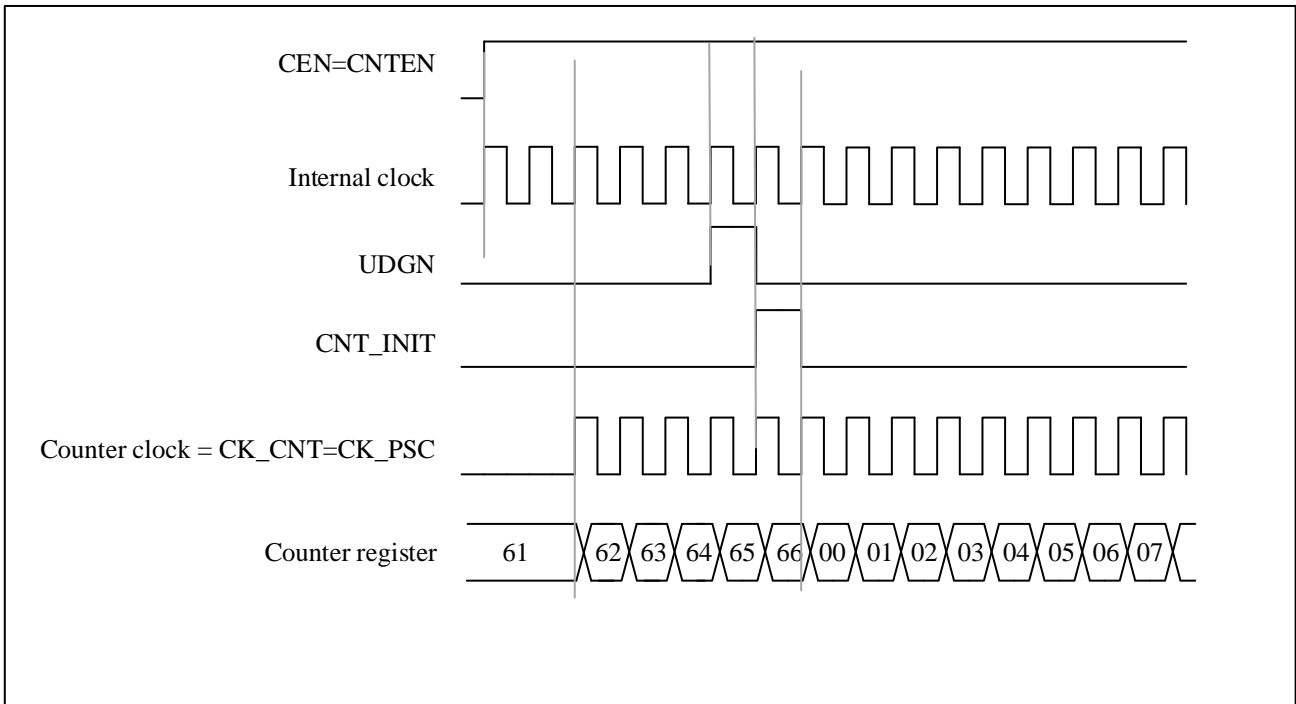 CEN=CNTEN
Internal clock
UDGN
CNT_INIT
Counter clock = CK_CNT=CK_PSC
Counter register 61 62 63 64 65 66 00 01 02 03 04 05 06 07